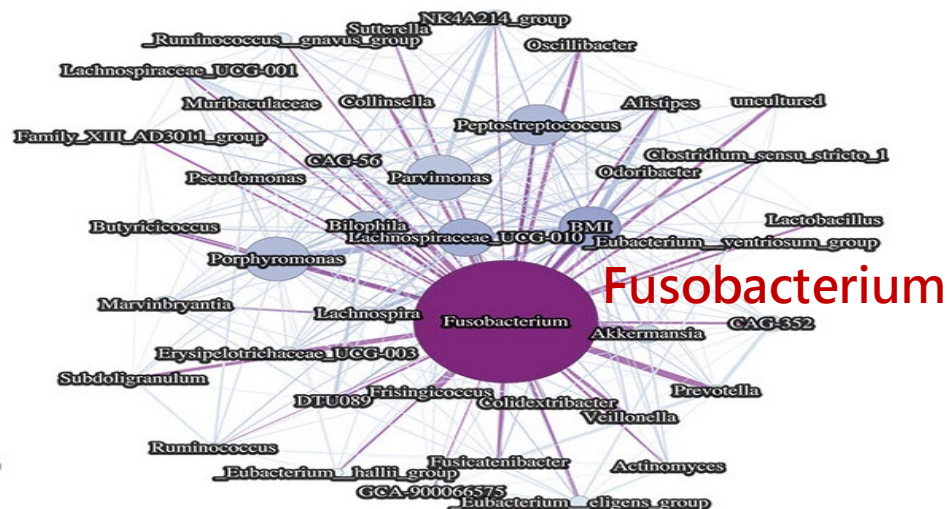 NK4A214_group
Sutterella
_Ruminococcus__gnavus_group
Oscillibacter
Lachnospiraceae_UCG-001
Muribaculaceae
Collinsella
Alistipes
uncultured
Peptostreptococcus
Family_XIII_AD3011_group
CAG-56
Clostridium_sensu_stricto_1
Pseudomonas
Parvimonas
Odoribacter
Butyricicoccus
Bilophila
BMI
Lactobacillus
Lachnospiraceae_UCG-010
_Eubacterium__ventriosum_group
Porphyromonas
Fusobacterium
Marvinbryantia
Lachnospira
Fusobacterium
Akkermansia
CAG-352
Erysipelotrichaceae_UCG-003
Subdoligranulum
Frisingicoccus
Prevotella
DTU089
Colidextribacter
Veillonella
Ruminococcus
Fusicatenibacter
Actinomyces
_Eubacterium__hallii_group
GCA-900066575
_Eubacterium__eligens_group